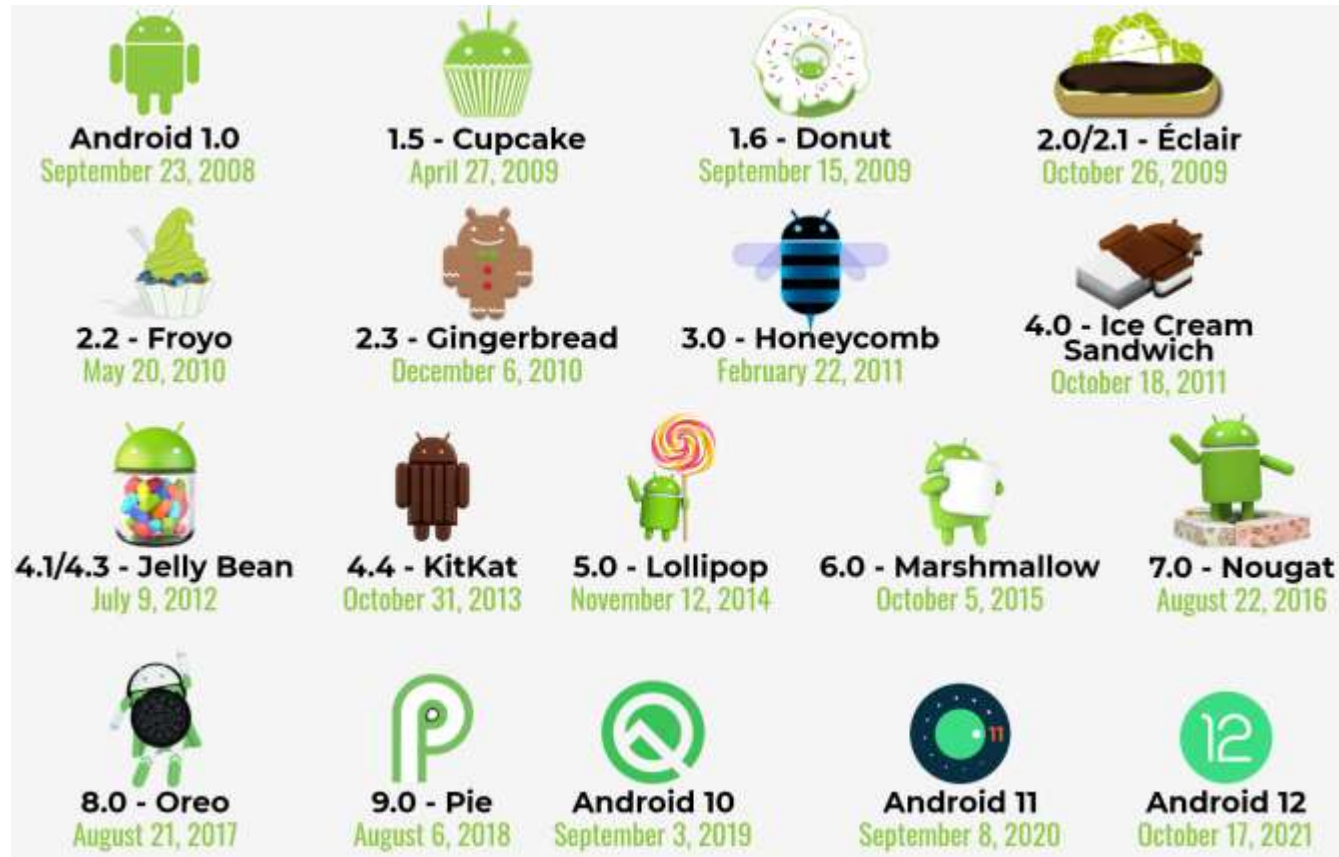 Android 1.0
September 23, 2008
1.5 - Cupcake
April 27, 2009
1.6 - Donut
September 15, 2009
2.0/2.1 - Éclair
October 26, 2009
2.2 - Froyo
May 20, 2010
2.3 - Gingerbread
December 6, 2010
3.0 - Honeycomb
February 22, 2011
4.0 - Ice Cream
Sandwich
October 18, 2011
4.1/4.3 - Jelly Bean
July 9, 2012
4.4 - KitKat
October 31, 2013
5.0 - Lollipop
November 12, 2014
6.0 - Marshmallow
October 5, 2015
7.0 - Nougat
August 22, 2016
8.0 - Oreo
August 21, 2017
9.0 - Pie
August 6, 2018
Android 10
September 3, 2019
11
Android 11
September 8, 2020
12
Android 12
October 17, 2021